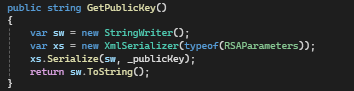 public string GetPublicKey()
{
    var sw = new StringWriter();
    var xs = new XmlSerializer(typeof(RSAParameters));
    xs.Serialize(sw, _publicKey);
    return sw.ToString();
}